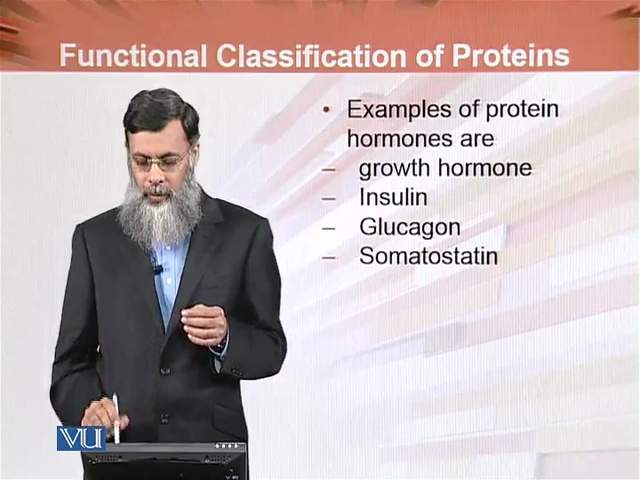 Functional Classification of Proteins
• Examples of protein
hormones are
– growth hormone
– Insulin
– Glucagon
– Somatostatin
VU